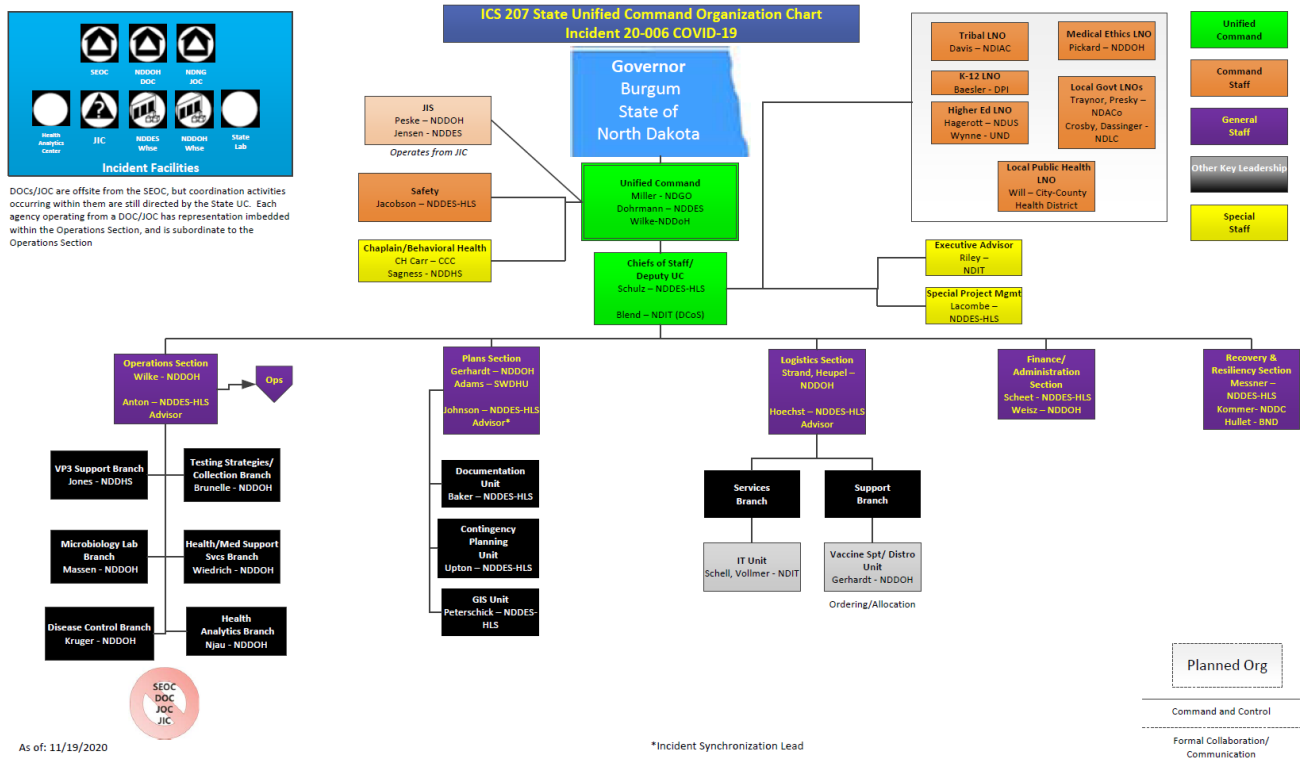 ICS 207 State Unified Command Organization Chart
Incident 20-006 COVID-19
SEOC
NDDOH
DOC
NDNG
JOC
Health
Analytics
Center
?
JIC
NDDES
Whse
NDDOH
Whse
State
Lab
Incident Facilities
DOCs/JOC are offsite from the SEOC, but coordination activities
occurring within them are still directed by the State UC. Each
agency operating from a DOC/JOC has representation imbedded
within the Operations Section, and is subordinate to the
Operations Section
Governor
Burgum
State of
North Dakota
JIS
Peske – NDDOH
Jensen - NDDES
Operates from JIC
Safety
Jacobson – NDDES-HLS
Chaplain/Behavioral Health
CH Carr – CCC
Sagness - NDDHS
Unified Command
Miller - NDGO
Dohrmann – NDDES
Wilke-NDDoH
Chiefs of Staff/
Deputy UC
Schulz – NDDES-HLS
Blend – NDIT (DCoS)
Tribal LNO
Davis – NDIAC
K-12 LNO
Baesler - DPI
Higher Ed LNO
Hagerott - NDUS
Wynne - UND
Medical Ethics LNO
Pickard – NDDOH
Local Govt LNOs
Traynor, Presky –
NDACo
Crosby, Dassinger -
NDLC
Local Public Health
LNO
Will – City-County
Health District
Unified
Command
Command
Staff
General
Staff
Other Key Leadership
Special
Staff
Executive Advisor
Riley –
NDIT
Special Project Mgmt
Lacombe –
NDDES-HLS
Operations Section
Wilke - NDDOH
Anton – NDDES-HLS
Advisor
Ops
Plans Section
Gerhardt – NDDOH
Adams – SWDHU
Johnson – NDDES-HLS
Advisor*
Logistics Section
Strand, Heupel –
NDDOH
Hoechst – NDDES-HLS
Advisor
Finance/
Administration
Section
Scheet - NDDES-HLS
Weisz – NDDOH
Recovery &
Resiliency Section
Messner –
NDDES-HLS
Kommer- NDDC
Hullet - BND
VP3 Support Branch
Jones - NDDHS
Testing Strategies/
Collection Branch
Brunelle - NDDOH
Microbiology Lab
Branch
Massen - NDDOH
Health/Med Support
Svcs Branch
Wiedrich - NDDOH
Disease Control Branch
Kruger - NDDOH
Health
Analytics Branch
Njau - NDDOH
Documentation
Unit
Baker – NDDES-HLS
Contingency
Planning
Unit
Upton – NDDES-HLS
GIS Unit
Peterschick – NDDES-
HLS
Services
Branch
Support
Branch
IT Unit
Schell, Vollmer - NDIT
Vaccine Spt/ Distro
Unit
Gerhardt - NDDOH
Ordering/Allocation
SEOC
DOC
JOC
JIC
Planned Org
Command and Control
Formal Collaboration/
Communication
As of: 11/19/2020
*Incident Synchronization Lead